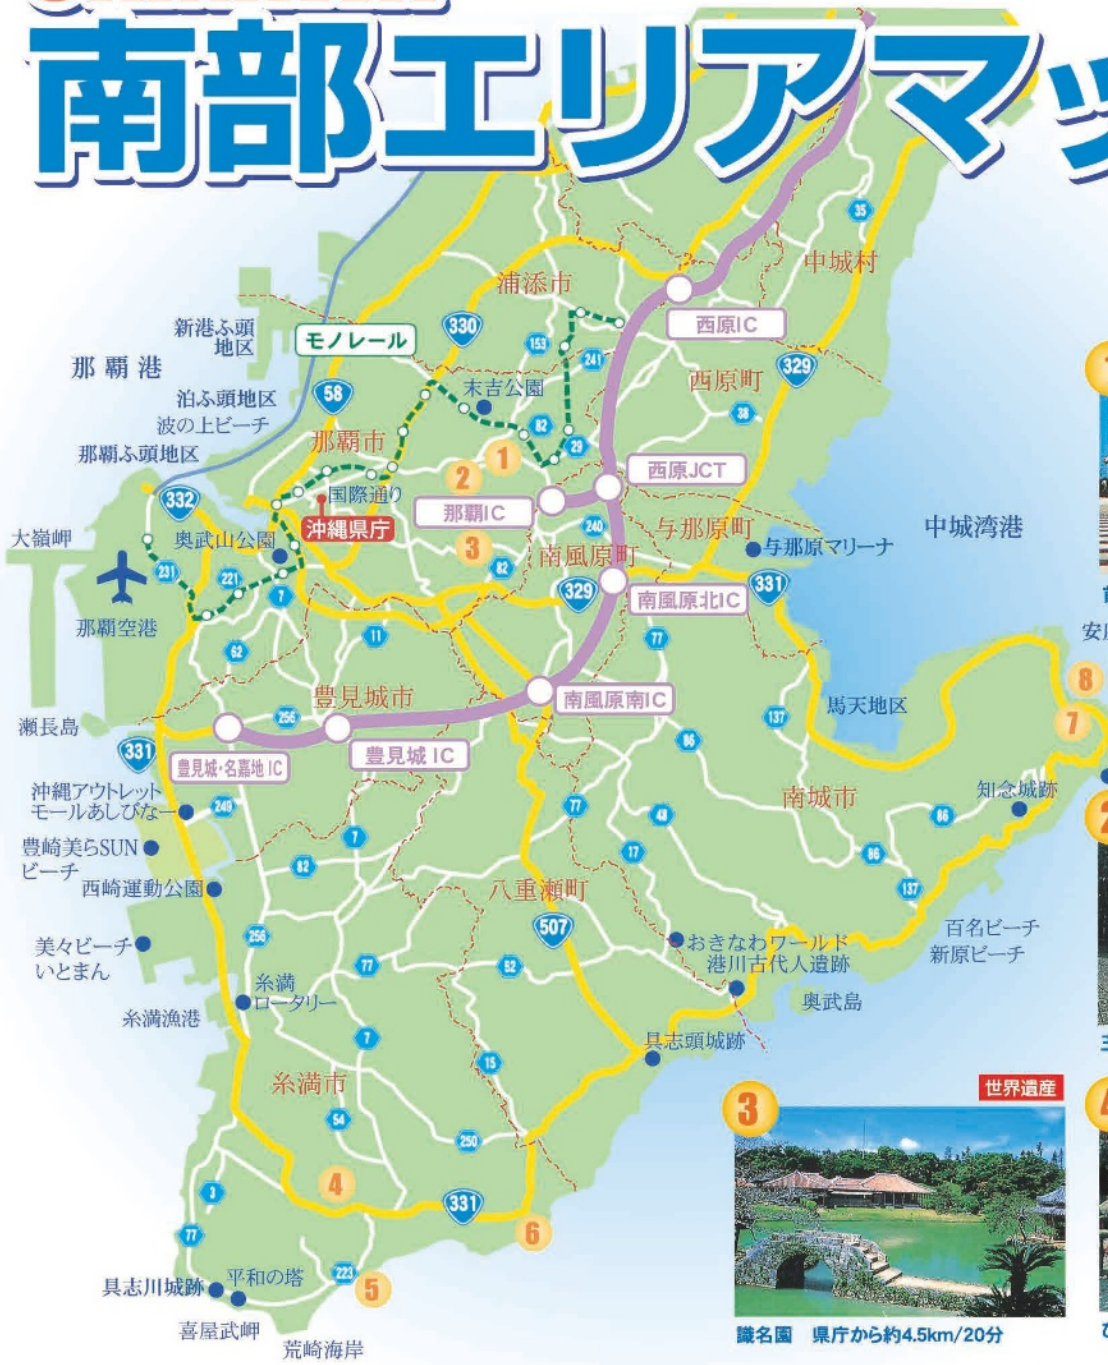 南部エリアマッ
35
中城村
浦添市
西原IC
新港ふ頭
地区
モノレール
330
153
241
那覇港
58
末吉公園
西原町
329
泊ふ頭地区
波の上ビーチ
那覇市
82
38
29
那覇ふ頭地区
1
2
西原JCT
332
国際通り
那覇IC
沖縄県庁
240
与那原町
中城湾港
大嶺岬
奥武山公園
3
南風原町
与那原マリーナ
231
221
82
7
329
331
南風原北IC
那覇空港
11
77
62
豊見城市
南風原南IC
8
馬天地区
7
瀬長島
256
137
331
豊見城・名嘉地 IC
豊見城 IC
86
沖縄アウトレット
モールあしびなー
249
77
48
南城市
知念城跡
86
豊崎美らSUN
ビーチ
7
17
86
82
西崎運動公園
八重瀬町
137
507
百名ビーチ
新原ビーチ
美々ビーチ
いとまん
256
77
52
おきなわワールド
港川古代人遺跡
糸満
ロータリー
奥武島
糸満漁港
7
具志頭城跡
15
糸満市
54
250
3
世界遺産
4
331
3
77
6
具志川城跡
平和の塔
223
5
喜屋武岬
荒崎海岸
識名園 県庁から約4.5km/20分